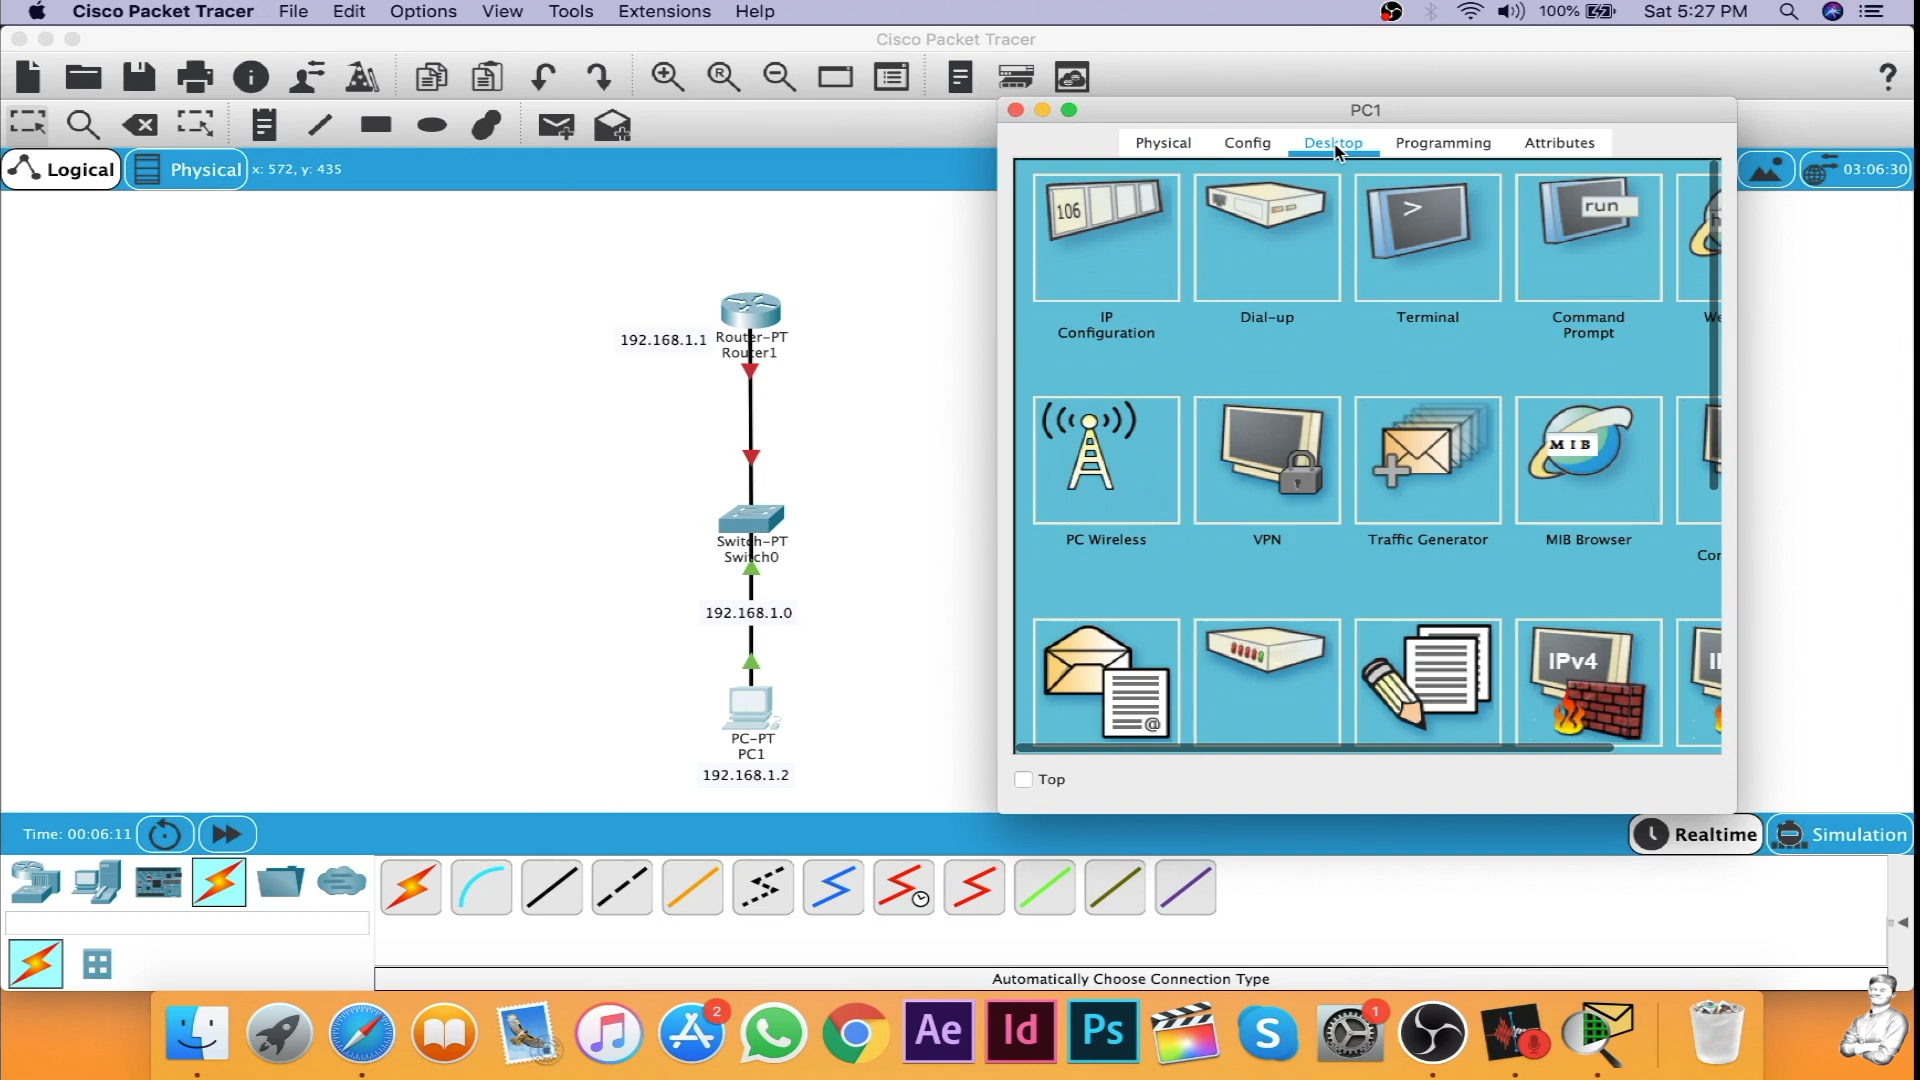 Cisco Packet Tracer File Edit Options View Tools Extensions Help 100% Sat 5:27 PM
Cisco Packet Tracer
R
?
PC1
Physical Config Desktop Programming Attributes
Logical Physical x: 572, y: 435
03:06:30
106
>
run
IP Configuration
Dial-up
Terminal
Command Prompt
We
192.168.1.1
Router-PT
Router1
MIB
PC Wireless
VPN
Traffic Generator
MIB Browser
Cor
Switch-PT
Switch0
192.168.1.0
@
IPv4
PC-PT
PC1
192.168.1.2
Top
Time: 00:06:11
Realtime
Simulation
Automatically Choose Connection Type
2
Ae
Id
Ps
S
1